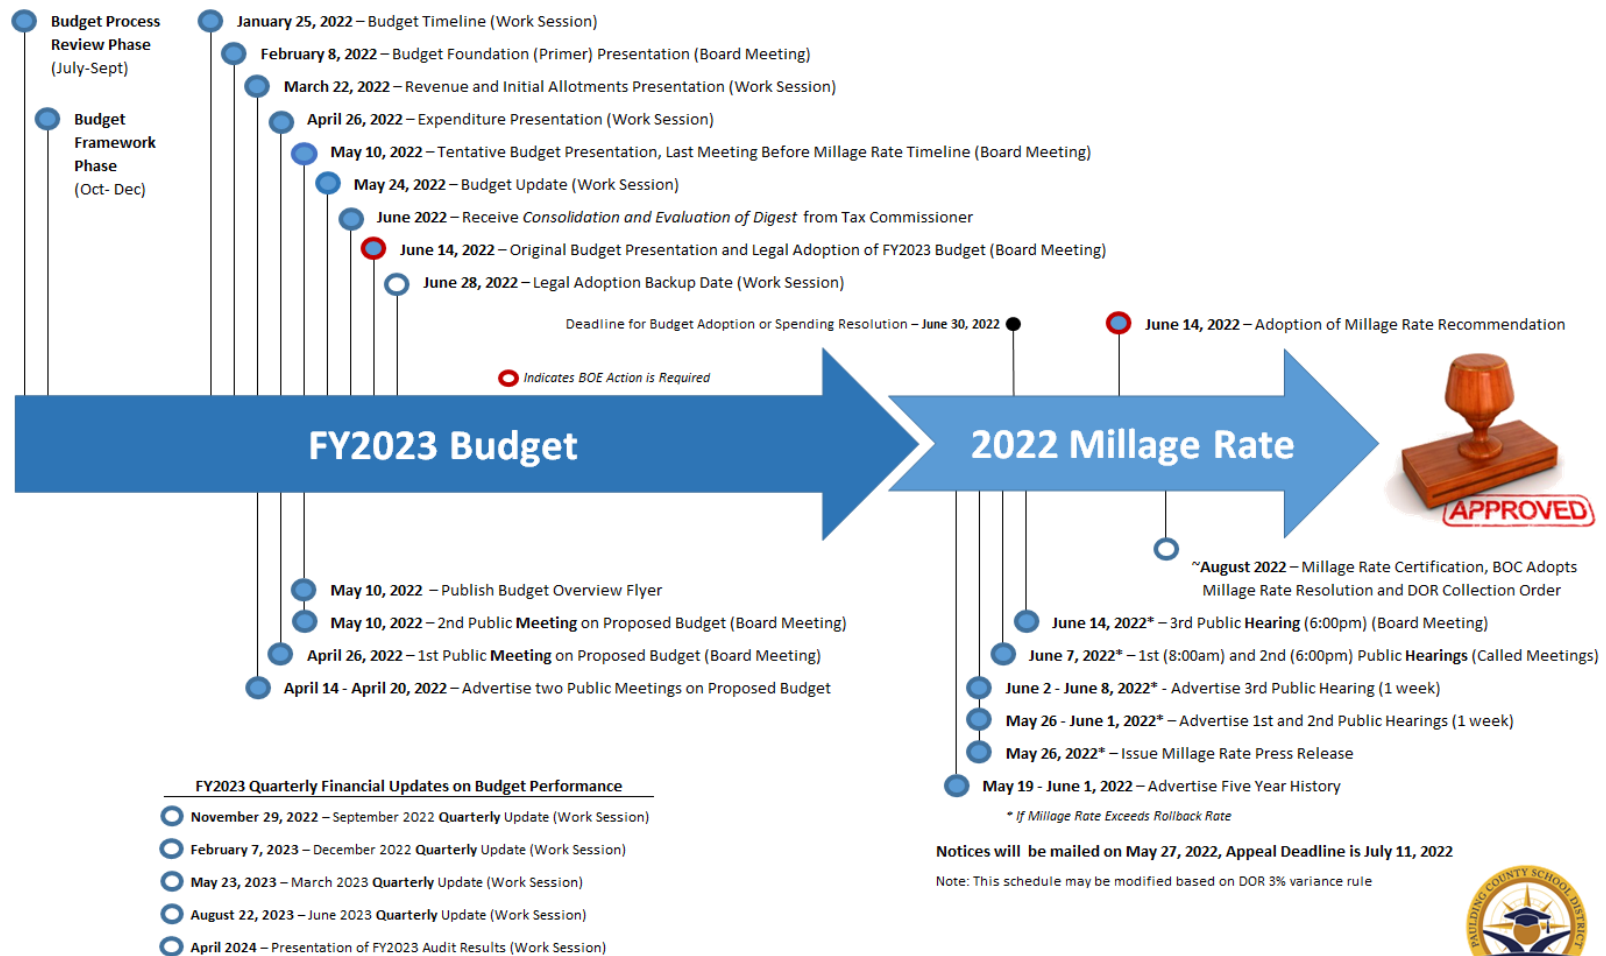 Budget Process
Review Phase
(July-Sept)
Budget
Framework
Phase
(Oct- Dec)
January 25, 2022 – Budget Timeline (Work Session)
February 8, 2022 – Budget Foundation (Primer) Presentation (Board Meeting)
March 22, 2022 – Revenue and Initial Allotments Presentation (Work Session)
April 26, 2022 – Expenditure Presentation (Work Session)
May 10, 2022 – Tentative Budget Presentation, Last Meeting Before Millage Rate Timeline (Board Meeting)
May 24, 2022 – Budget Update (Work Session)
June 2022 – Receive Consolidation and Evaluation of Digest from Tax Commissioner
June 14, 2022 – Original Budget Presentation and Legal Adoption of FY2023 Budget (Board Meeting)
June 28, 2022 – Legal Adoption Backup Date (Work Session)
Deadline for Budget Adoption or Spending Resolution – June 30, 2022
June 14, 2022 – Adoption of Millage Rate Recommendation
Indicates BOE Action is Required
FY2023 Budget
2022 Millage Rate
APPROVED
May 10, 2022 – Publish Budget Overview Flyer
May 10, 2022 – 2nd Public Meeting on Proposed Budget (Board Meeting)
April 26, 2022 – 1st Public Meeting on Proposed Budget (Board Meeting)
April 14 - April 20, 2022 – Advertise two Public Meetings on Proposed Budget
~August 2022 – Millage Rate Certification, BOC Adopts
Millage Rate Resolution and DOR Collection Order
June 14, 2022* – 3rd Public Hearing (6:00pm) (Board Meeting)
June 7, 2022* – 1st (8:00am) and 2nd (6:00pm) Public Hearings (Called Meetings)
June 2 - June 8, 2022* - Advertise 3rd Public Hearing (1 week)
May 26 - June 1, 2022* – Advertise 1st and 2nd Public Hearings (1 week)
May 26, 2022* – Issue Millage Rate Press Release
May 19 - June 1, 2022 – Advertise Five Year History
* If Millage Rate Exceeds Rollback Rate
Notices will be mailed on May 27, 2022, Appeal Deadline is July 11, 2022
Note: This schedule may be modified based on DOR 3% variance rule
FY2023 Quarterly Financial Updates on Budget Performance
November 29, 2022 – September 2022 Quarterly Update (Work Session)
February 7, 2023 – December 2022 Quarterly Update (Work Session)
May 23, 2023 – March 2023 Quarterly Update (Work Session)
August 22, 2023 – June 2023 Quarterly Update (Work Session)
April 2024 – Presentation of FY2023 Audit Results (Work Session)
PAULDING COUNTY SCHOOL DISTRICT